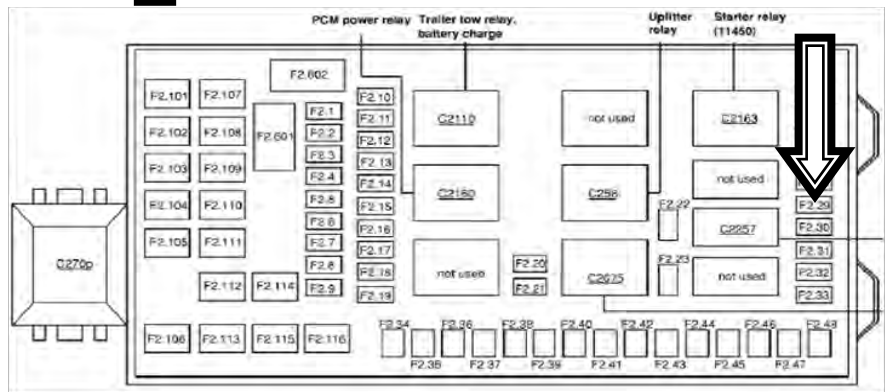 PCM power relay
Trailer tow relay,
battery charge
Uplitter
relay
Starter relay
(11450)
F2.602
F2.101
F2.107
F2.601
F2.1
F2.10
C2110
not used
C2163
F2.11
F2.102
F2.108
F2.2
F2.12
F2.3
F2.13
F2.103
F2.109
F2.4
F2.14
C2160
C256
not used
F2.104
F2.110
F2.5
F2.15
F2.22
F2.29
F2.6
F2.16
C2257
F2.30
F2.105
F2.111
F2.7
F2.17
F2.31
C270p
F2.8
F2.18
not used
F2.20
C2075
F2.23
not used
F2.32
F2.112
F2.114
F2.9
F2.19
F2.21
F2.33
F2.34
F2.36
F2.38
F2.40
F2.42
F2.44
F2.46
F2.48
F2.106
F2.113
F2.115
F2.116
F2.35
F2.37
F2.39
F2.41
F2.43
F2.45
F2.47